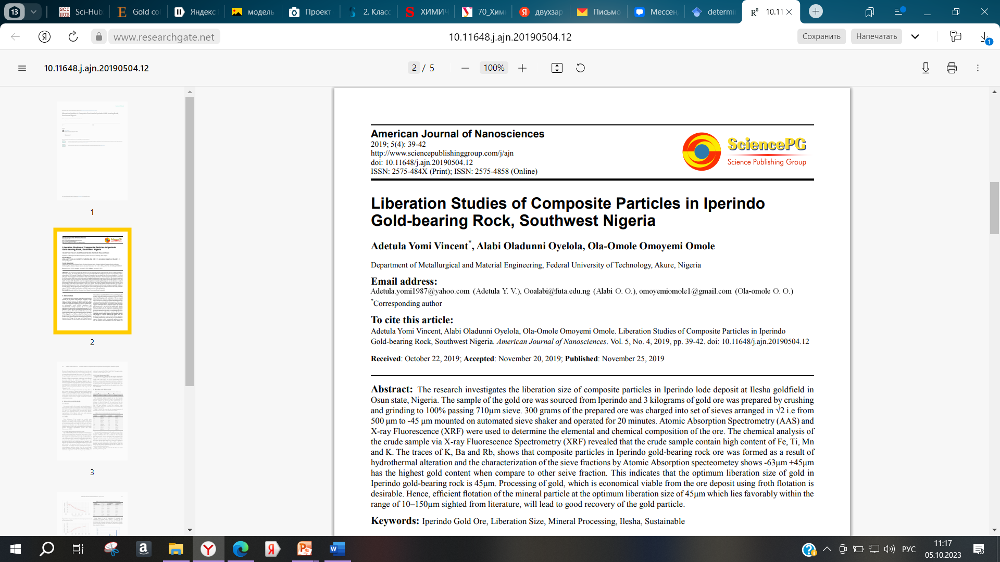 13
SCI HUB
Sci-Hub
Gold co
Яндекс
модель
Проект
2. Клас
ХИМИЧ
70_Хим
двухзар
Письмо
Мессен
determi
10.11
www.researchgate.net
10.11648.j.ajn.20190504.12
Сохранить
Напечатать
1
10.11648.j.ajn.20190504.12
2 / 5
100%
1
2
3
American Journal of Nanosciences
2019; 5(4): 39-42
http://www.sciencepublishinggroup.com/j/ajn
doi: 10.11648/j.ajn.20190504.12
ISSN: 2575-484X (Print); ISSN: 2575-4858 (Online)
SciencePG
Science Publishing Group
Liberation Studies of Composite Particles in Iperindo
Gold-bearing Rock, Southwest Nigeria
Adetula Yomi Vincent*, Alabi Oladunni Oyelola, Ola-Omole Omoyemi Omole
Department of Metallurgical and Material Engineering, Federal University of Technology, Akure, Nigeria
Email address:
Adetula.yomi1987@yahoo.com (Adetula Y. V.), Ooalabi@futa.edu.ng (Alabi O. O.), omoyemiomole1@gmail.com (Ola-omole O. O.)
*Corresponding author
To cite this article:
Adetula Yomi Vincent, Alabi Oladunni Oyelola, Ola-Omole Omoyemi Omole. Liberation Studies of Composite Particles in Iperindo
Gold-bearing Rock, Southwest Nigeria. American Journal of Nanosciences. Vol. 5, No. 4, 2019, pp. 39-42. doi: 10.11648/j.ajn.20190504.12
Received: October 22, 2019; Accepted: November 20, 2019; Published: November 25, 2019
Abstract: The research investigates the liberation size of composite particles in Iperindo lode deposit at Ilesha goldfield in
Osun state, Nigeria. The sample of the gold ore was sourced from Iperindo and 3 kilograms of gold ore was prepared by crushing
and grinding to 100% passing 710µm sieve. 300 grams of the prepared ore was charged into set of sieves arranged in √2 i.e from
500 µm to -45 µm mounted on automated sieve shaker and operated for 20 minutes. Atomic Absorption Spectrometry (AAS) and
X-ray Fluorescence (XRF) were used to determine the elemental and chemical composition of the ore. The chemical analysis of
the crude sample via X-ray Fluorescence Spectrometry (XRF) revealed that the crude sample contain high content of Fe, Ti, Mn
and K. The traces of K, Ba and Rb, shows that composite particles in Iperindo gold-bearing rock ore was formed as a result of
hydrothermal alteration and the characterization of the sieve fractions by Atomic Absorption specteometey shows -63µm +45µm
has the highest gold content when compare to other seive fraction. This indicates that the optimum liberation size of gold in
Iperindo gold-bearing rock is 45µm. Processing of gold, which is economical viable from the ore deposit using froth flotation is
desirable. Hence, efficient flotation of the mineral particle at the optimum liberation size of 45µm which lies favorably within the
range of 10–150µm sighted from literature, will lead to good recovery of the gold particle.
Keywords: Iperindo Gold Ore, Liberation Size, Mineral Processing, Ilesha, Sustainable
РУС
11:17
05.10.2023